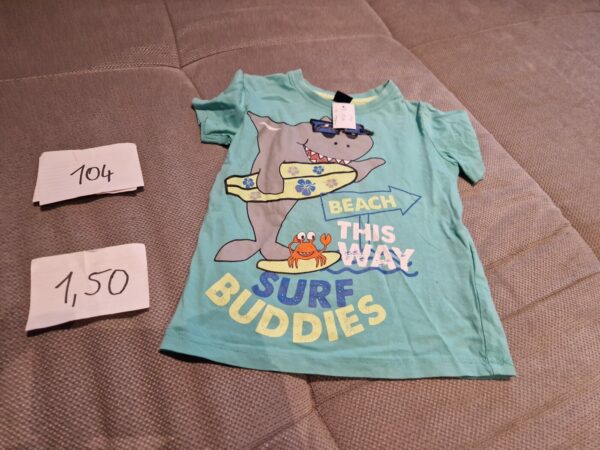 104
1,50
BEACH
THIS
WAY
SURF
BUDDIES